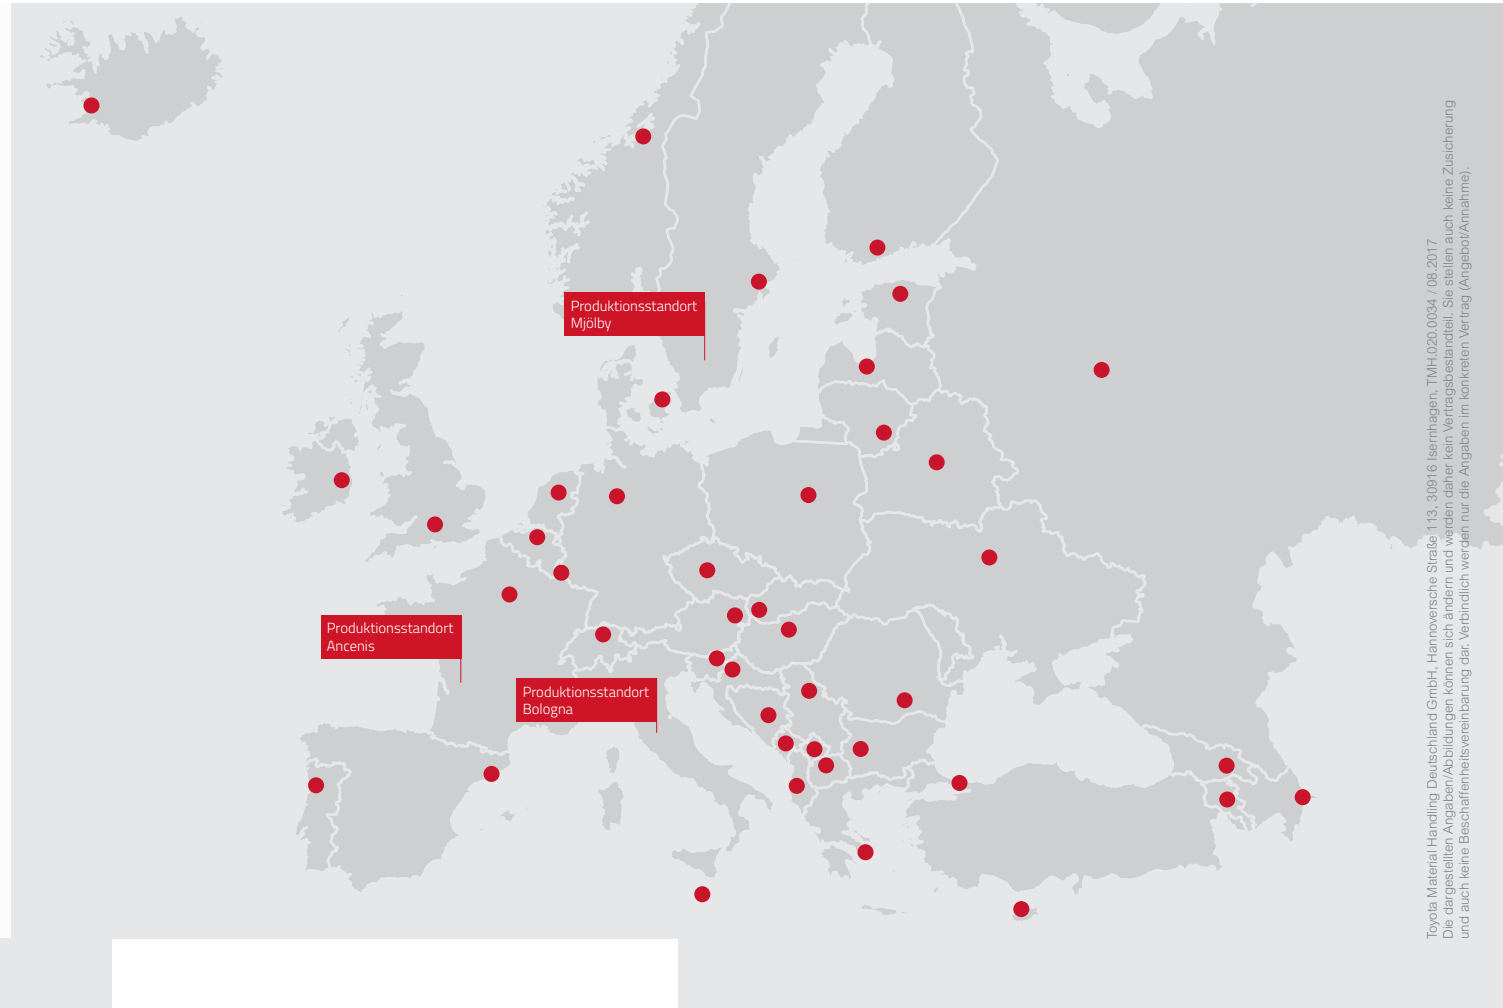 Produktionsstandort
Mjölby
Produktionsstandort
Ancenis
Produktionsstandort
Bologna
Toyota Material Handling Deutschland GmbH, Hannoversche Straße 113, 30916 Isernhagen, TMH.020.0034 / 08.2017
Die dargestellten Angaben/Abbildungen können sich ändern und werden daher kein Vertragsbestandteil. Sie stellen auch keine Zusicherung
und auch keine Beschaffenheitsvereinbarung dar. Verbindlich werden nur die Angaben im konkreten Vertrag (Angebot/Annahme).